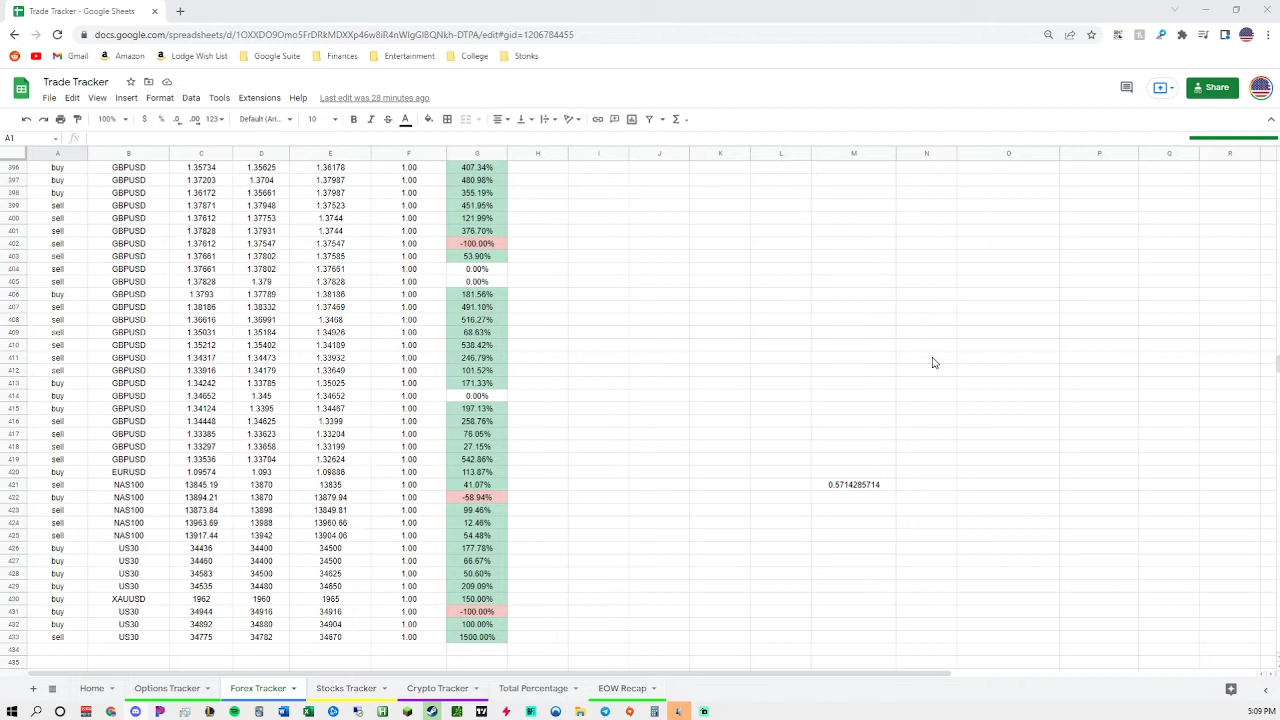 Trade Tracker - Google Sheets
docs.google.com/spreadsheets/d/1OXXDO9Omo5FrDRkMDXXp46w8iR4nWIgGlBQNkh-DTPA/edit#gid=1206784455
Gmail Amazon Lodge Wish List Google Suite Finances Entertainment College Stonks
Trade Tracker
File Edit View Insert Format Data Tools Extensions Help Last edit was 28 minutes ago
Share
100% $ % .0 .00 123 Default (Ari... 10 B I S A
A1 fx
A B C D E F G H I J K L M N O P Q R
396 buy GBPUSD 1.35734 1.35625 1.36178 1.00 407.34%
397 buy GBPUSD 1.37203 1.3704 1.37987 1.00 480.98%
398 buy GBPUSD 1.36172 1.35661 1.37987 1.00 355.19%
399 sell GBPUSD 1.37871 1.37948 1.37523 1.00 451.95%
400 sell GBPUSD 1.37612 1.37753 1.3744 1.00 121.99%
401 sell GBPUSD 1.37828 1.37931 1.3744 1.00 376.70%
402 sell GBPUSD 1.37612 1.37547 1.37547 1.00 -100.00%
403 sell GBPUSD 1.37661 1.37802 1.37585 1.00 53.90%
404 sell GBPUSD 1.37661 1.37802 1.37661 1.00 0.00%
405 sell GBPUSD 1.37828 1.379 1.37828 1.00 0.00%
406 buy GBPUSD 1.3793 1.37789 1.38186 1.00 181.56%
407 sell GBPUSD 1.38186 1.38332 1.37469 1.00 491.10%
408 sell GBPUSD 1.36616 1.36991 1.3468 1.00 516.27%
409 sell GBPUSD 1.35031 1.35184 1.34926 1.00 68.63%
410 sell GBPUSD 1.35212 1.35402 1.34189 1.00 538.42%
411 sell GBPUSD 1.34317 1.34473 1.33932 1.00 246.79%
412 sell GBPUSD 1.33916 1.34179 1.33649 1.00 101.52%
413 buy GBPUSD 1.34242 1.33785 1.35025 1.00 171.33%
414 buy GBPUSD 1.34652 1.345 1.34652 1.00 0.00%
415 buy GBPUSD 1.34124 1.3395 1.34467 1.00 197.13%
416 sell GBPUSD 1.34448 1.34625 1.3399 1.00 258.76%
417 sell GBPUSD 1.33385 1.33623 1.33204 1.00 76.05%
418 sell GBPUSD 1.33297 1.33658 1.33199 1.00 27.15%
419 sell GBPUSD 1.33536 1.33704 1.32624 1.00 542.86%
420 buy EURUSD 1.09574 1.093 1.09886 1.00 113.87%
421 sell NAS100 13845.19 13870 13835 1.00 41.07% 0.5714285714
422 buy NAS100 13894.21 13870 13879.94 1.00 -58.94%
423 sell NAS100 13873.84 13898 13849.81 1.00 99.46%
424 sell NAS100 13963.69 13988 13960.66 1.00 12.46%
425 sell NAS100 13917.44 13942 13904.06 1.00 54.48%
426 buy US30 34436 34400 34500 1.00 177.78%
427 buy US30 34460 34400 34500 1.00 66.67%
428 buy US30 34583 34500 34625 1.00 50.60%
429 buy US30 34535 34480 34650 1.00 209.09%
430 buy XAUUSD 1962 1960 1965 1.00 150.00%
431 buy US30 34944 34916 34916 1.00 -100.00%
432 buy US30 34892 34880 34904 1.00 100.00%
433 sell US30 34775 34782 34670 1.00 1500.00%
434
435
Home Options Tracker Forex Tracker Stocks Tracker Crypto Tracker Total Percentage EOW Recap
5:09 PM